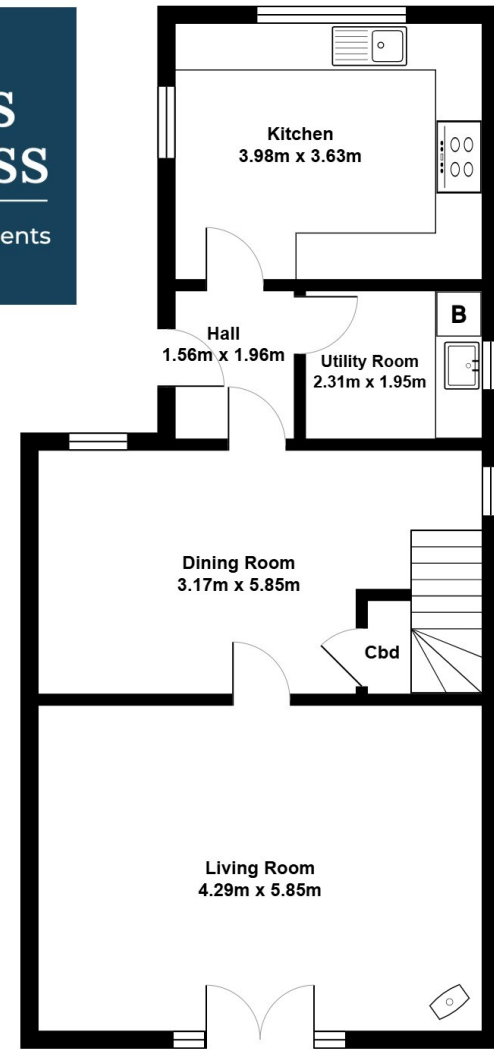 s
ss
ents
Kitchen
3.98m x 3.63m
Hall
1.56m x 1.96m
B
Utility Room
2.31m x 1.95m
Dining Room
3.17m x 5.85m
Cbd
Living Room
4.29m x 5.85m